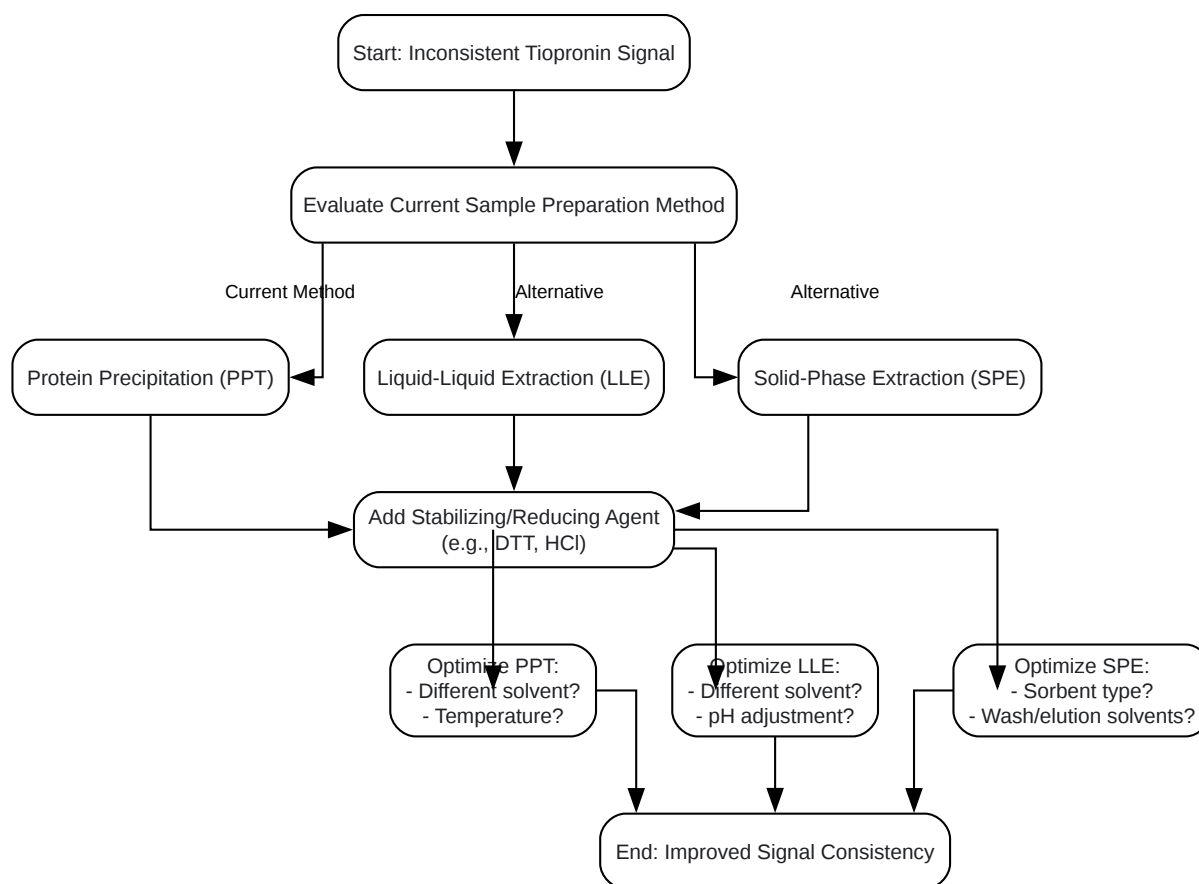 Start: Inconsistent Tiopronin Signal
Evaluate Current Sample Preparation Method
Current Method
Alternative
Alternative
Protein Precipitation (PPT)
Liquid-Liquid Extraction (LLE)
Solid-Phase Extraction (SPE)
Add Stabilizing/Reducing Agent
(e.g., DTT, HCl)
Optimize PPT:
- Different solvent?
- Temperature?
Optimize LLE:
- Different solvent?
- pH adjustment?
Optimize SPE:
- Sorbent type?
- Wash/elution solvents?
End: Improved Signal Consistency